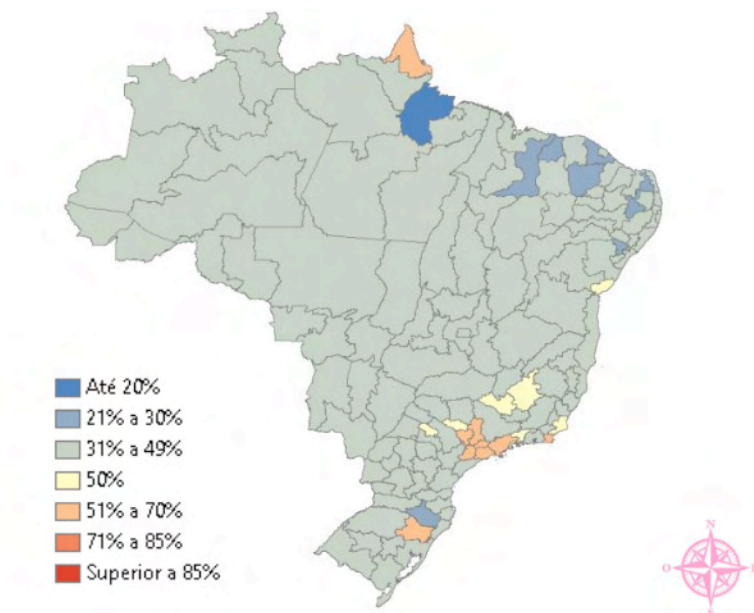 Até 20%
21% a 30%
31% a 49%
50%
51% a 70%
71% a 85%
Superior a 85%
N
O